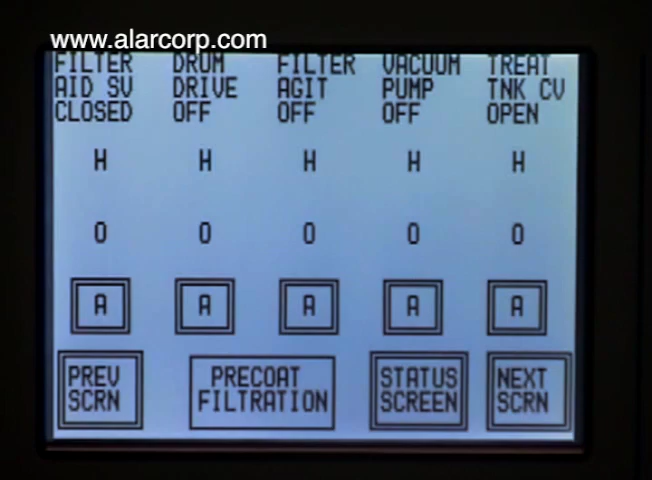 www.alarcorp.com
FILTER DRUM FILTER VACUUM TREAT
AID SV DRIVE AGIT PUMP TNK CV
CLOSED OFF OFF OFF OPEN
H H H H H
O O O O O
A A A A A
PREV PRECOAT STATUS NEXT
SCRN FILTRATION SCREEN SCRN